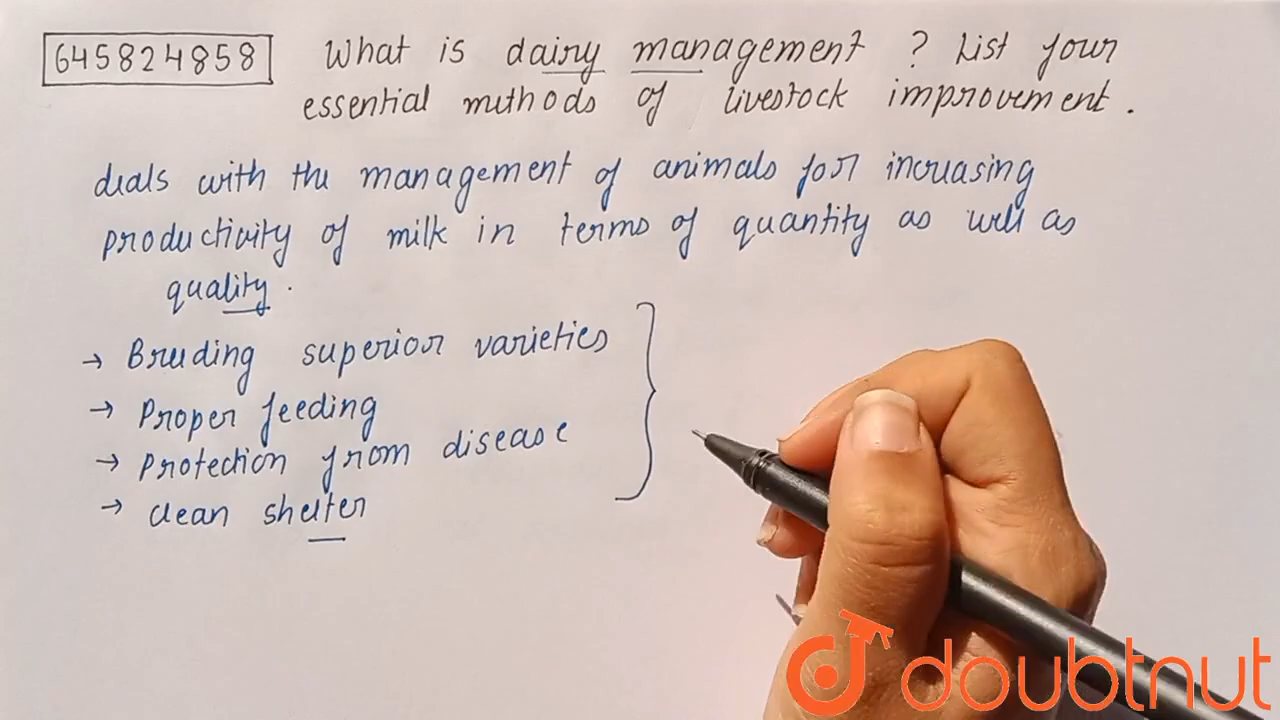 645824858
What is dairy management ? List four
essential methods of livestock improvement.
deals with the management of animals for increasing
productivity of milk in terms of quantity as well as
quality.
→ Breeding superior varieties
→ Proper feeding
→ Protection from disease
→ clean shelter
doubtnut